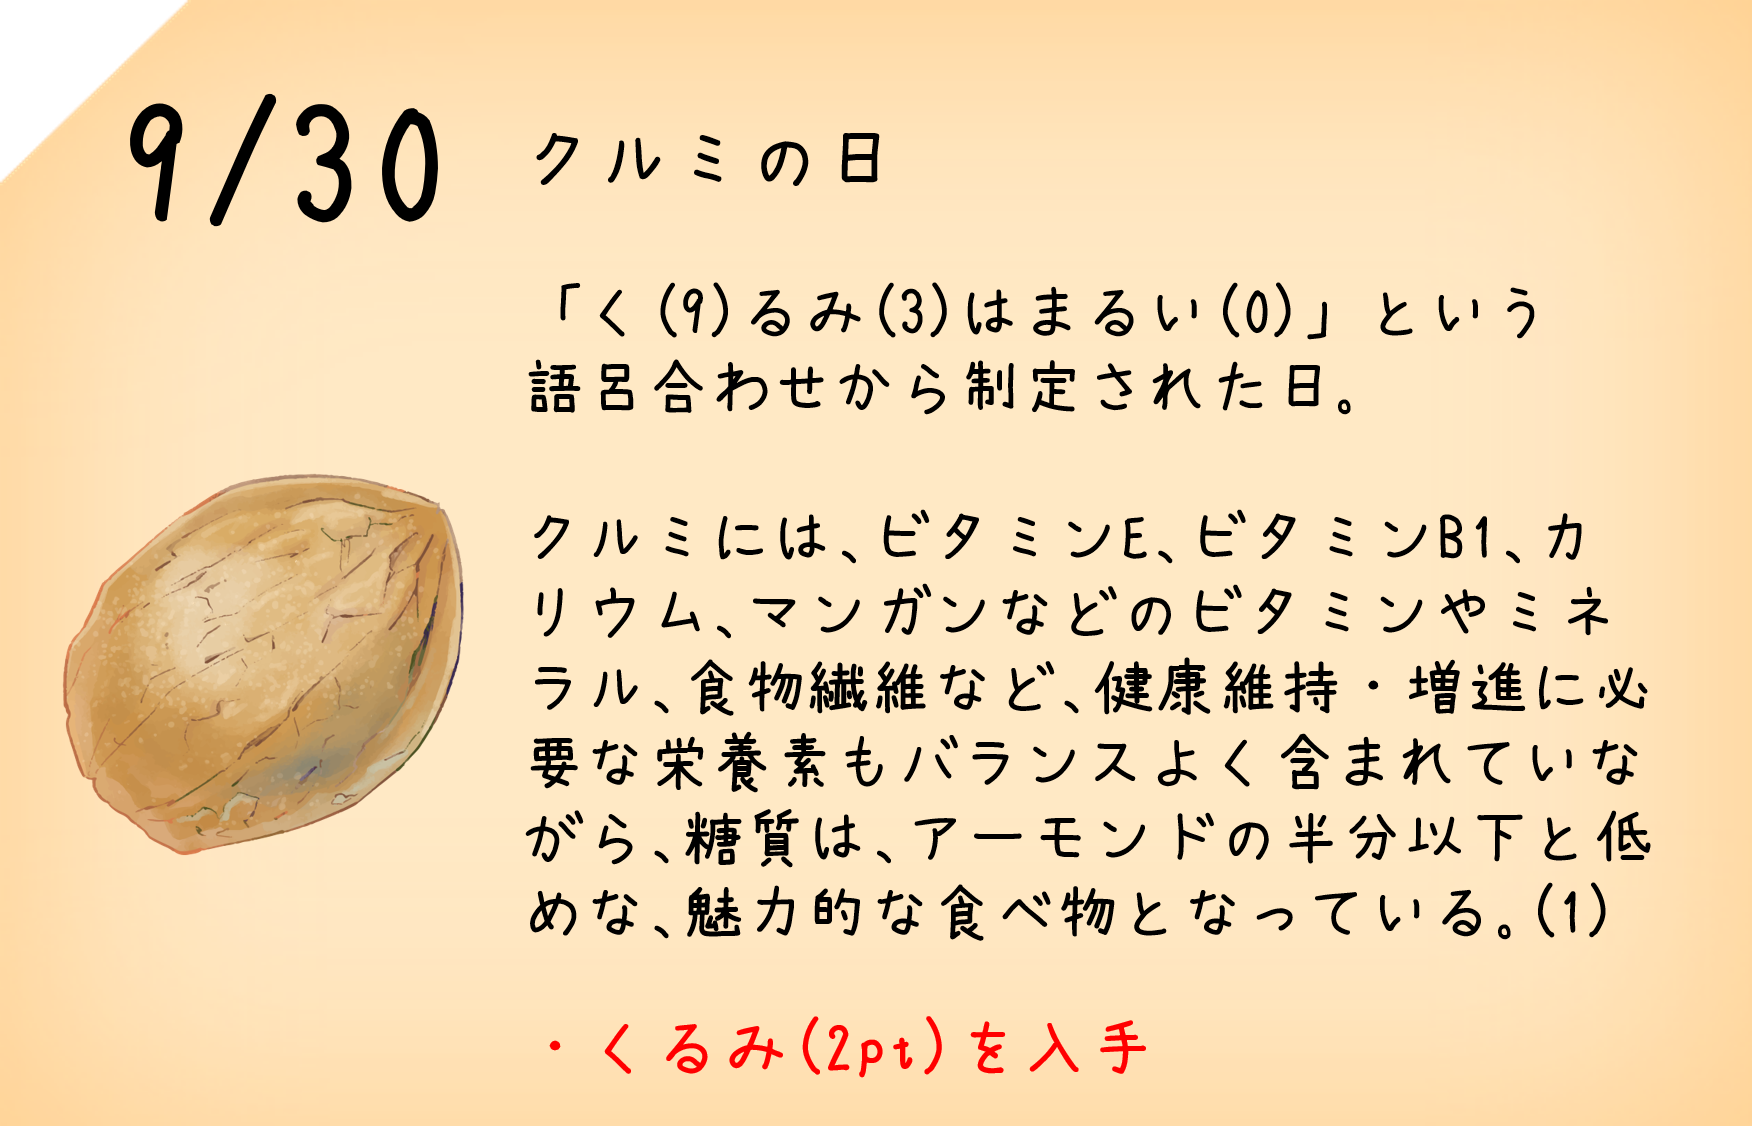 9/30 クルミの日
「く(9)るみ(3)はまるい(0)」という
語呂合わせから制定された日。
クルミには、ビタミンE、ビタミンB1、カ
リウム、マンガンなどのビタミンやミネ
ラル、食物繊維など、健康維持・増進に必
要な栄養素もバランスよく含まれていな
がら、糖質は、アーモンドの半分以下と低
めな、魅力的な食べ物となっている。(1)
・くるみ(2pt)を入手